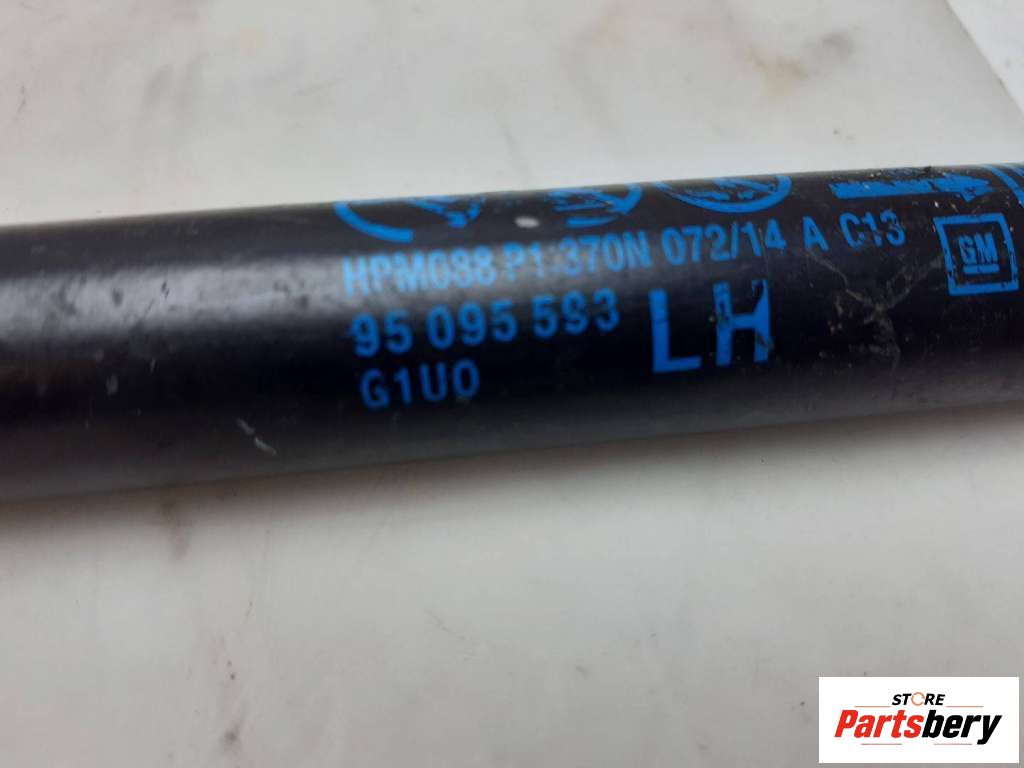 HPM088 P1:370N 072/14 A C13
GM
95 095 593
LH
G1U0
STORE
Partsbery